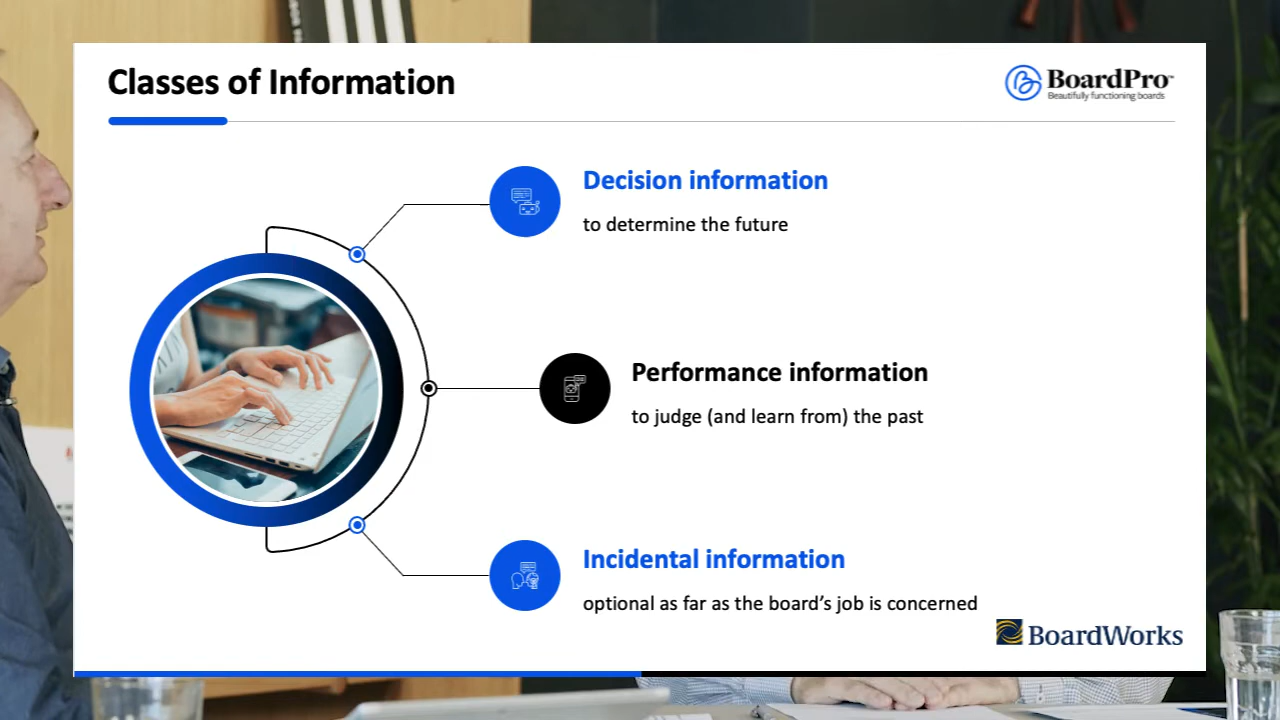 Classes of Information
BoardPro™
Beautifully functioning boards
Decision information
to determine the future
Performance information
to judge (and learn from) the past
Incidental information
optional as far as the board's job is concerned
BoardWorks